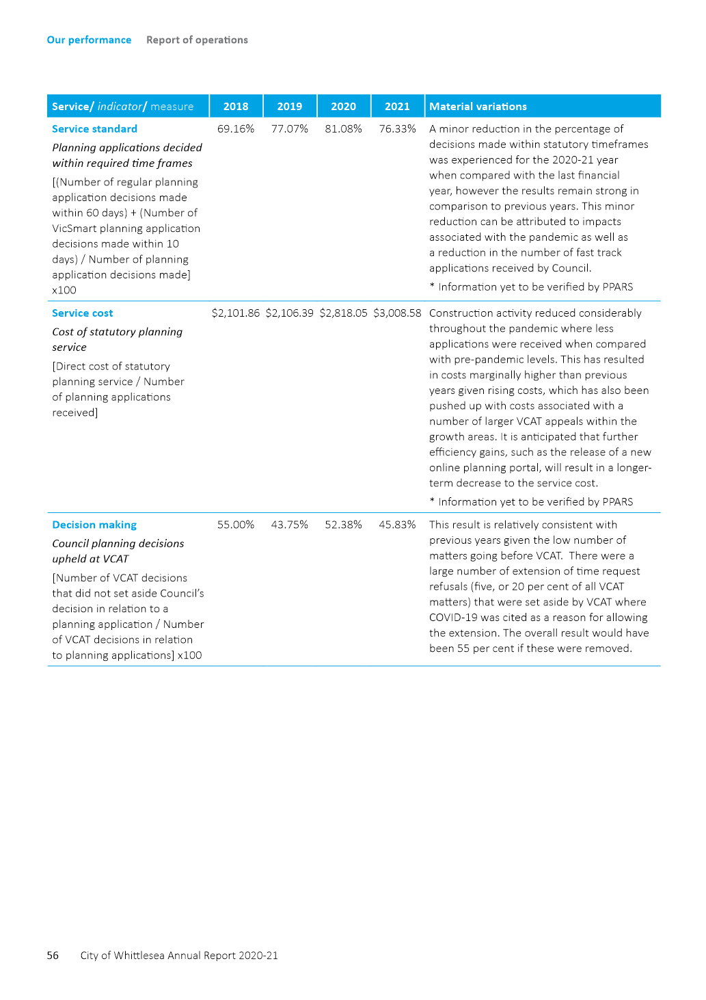 Our performance Report of operations
Service/ indicator/ measure 2018 2019 2020 2021 Material variations
Service standard 69.16% 77.07% 81.08% 76.33%
Planning applications decided
within required time frames
[(Number of regular planning
application decisions made
within 60 days) + (Number of
VicSmart planning application
decisions made within 10
days) / Number of planning
application decisions made]
x100
A minor reduction in the percentage of
decisions made within statutory timeframes
was experienced for the 2020-21 year
when compared with the last financial
year, however the results remain strong in
comparison to previous years. This minor
reduction can be attributed to impacts
associated with the pandemic as well as
a reduction in the number of fast track
applications received by Council.
* Information yet to be verified by PPARS
Service cost $2,101.86 $2,106.39 $2,818.05 $3,008.58
Cost of statutory planning
service
[Direct cost of statutory
planning service / Number
of planning applications
received]
Construction activity reduced considerably
throughout the pandemic where less
applications were received when compared
with pre-pandemic levels. This has resulted
in costs marginally higher than previous
years given rising costs, which has also been
pushed up with costs associated with a
number of larger VCAT appeals within the
growth areas. It is anticipated that further
efficiency gains, such as the release of a new
online planning portal, will result in a longer-
term decrease to the service cost.
* Information yet to be verified by PPARS
Decision making 55.00% 43.75% 52.38% 45.83%
Council planning decisions
upheld at VCAT
[Number of VCAT decisions
that did not set aside Council's
decision in relation to a
planning application / Number
of VCAT decisions in relation
to planning applications] x100
This result is relatively consistent with
previous years given the low number of
matters going before VCAT. There were a
large number of extension of time request
refusals (five, or 20 per cent of all VCAT
matters) that were set aside by VCAT where
COVID-19 was cited as a reason for allowing
the extension. The overall result would have
been 55 per cent if these were removed.
56 City of Whittlesea Annual Report 2020-21